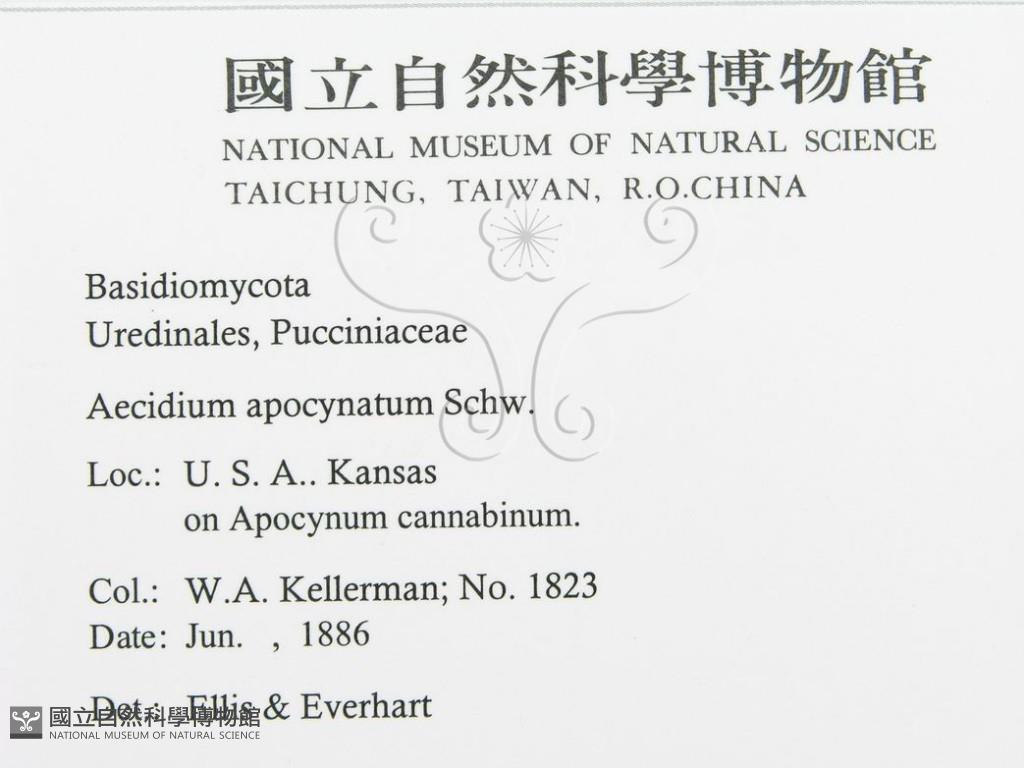 國立自然科學博物館
NATIONAL MUSEUM OF NATURAL SCIENCE
TAICHUNG, TAIWAN, R.O.CHINA
Basidiomycota
Uredinales, Pucciniaceae
Aecidium apocynatum Schw.
Loc.: U. S. A.. Kansas
on Apocynum cannabinum.
Col.: W.A. Kellerman; No. 1823
Date: Jun. , 1886
Det.: Ellis & Everhart
國立自然科學博物館
NATIONAL MUSEUM OF NATURAL SCIENCE